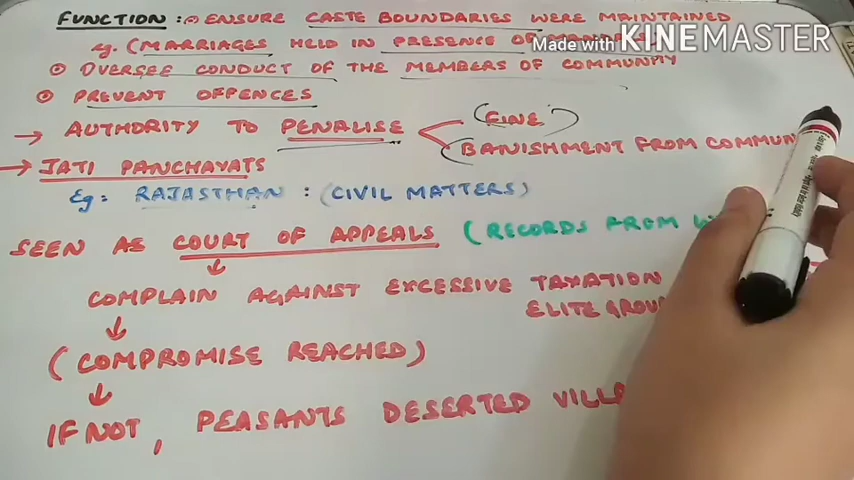 FUNCTION :- ENSURE CASTE BOUNDARIES WERE MAINTAINED
eg. (MARRIAGES HELD IN PRESENCE OF
Made with KINEMASTER
OVERSEE CONDUCT OF THE MEMBERS OF COMMUNITY
PREVENT OFFENCES
→ AUTHORITY TO PENALISE
(FINE)
(BANISHMENT FROM COMMUN
→ JATI PANCHAYATS
Eg: RAJASTHAN : (CIVIL MATTERS)
SEEN AS COURT OF APPEALS (RECORDS FROM
COMPLAIN AGAINST EXCESSIVE TAXATION
ELITE GROU
(COMPROMISE REACHED)
IF NOT, PEASANTS DESERTED VILLA